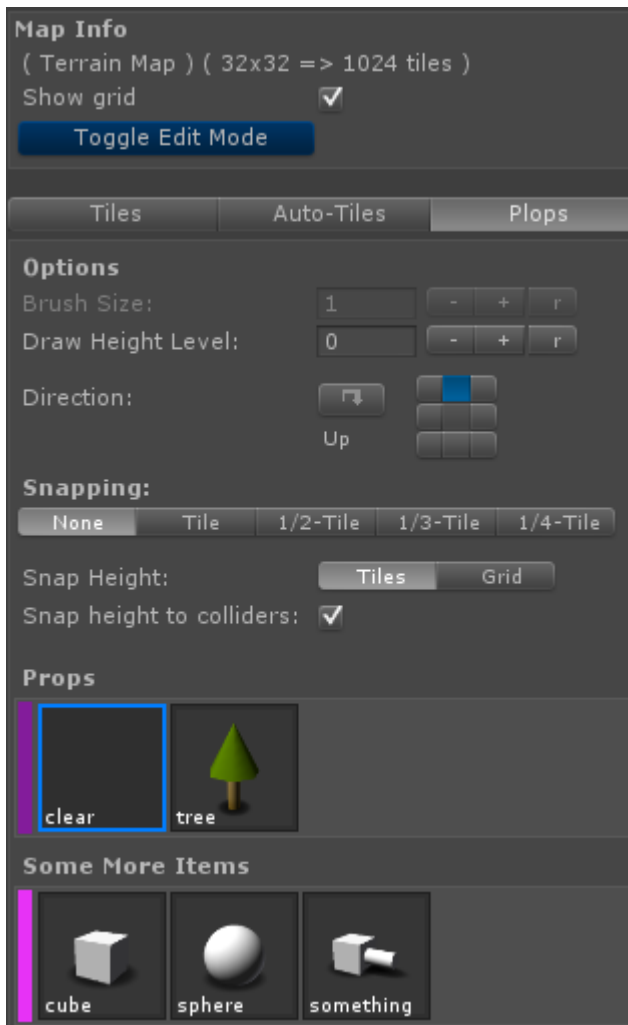 Map Info
( Terrain Map ) ( 32x32 => 1024 tiles )
Show grid
Toggle Edit Mode
Tiles Auto-Tiles Plops
Options
Brush Size: 1 - + r
Draw Height Level: 0 - + r
Direction:
Up
Snapping:
None Tile 1/2-Tile 1/3-Tile 1/4-Tile
Snap Height: Tiles Grid
Snap height to colliders:
Props
clear tree
Some More Items
cube sphere something